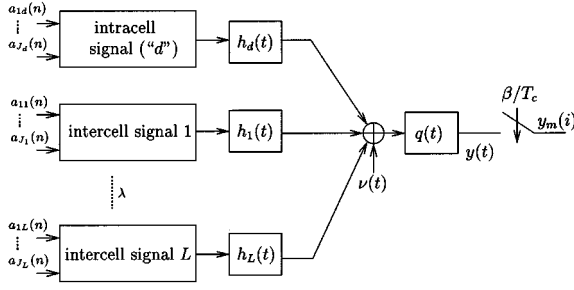 a_{1d}(n)
a_{J_d}(n)
intracell
signal (“d”)
h_d(t)
a_{11}(n)
a_{J_1}(n)
intercell signal 1
h_1(t)
λ
a_{1L}(n)
a_{J_L}(n)
intercell signal L
h_L(t)
ν(t)
q(t)
y(t)
β/T_c
y_m(i)